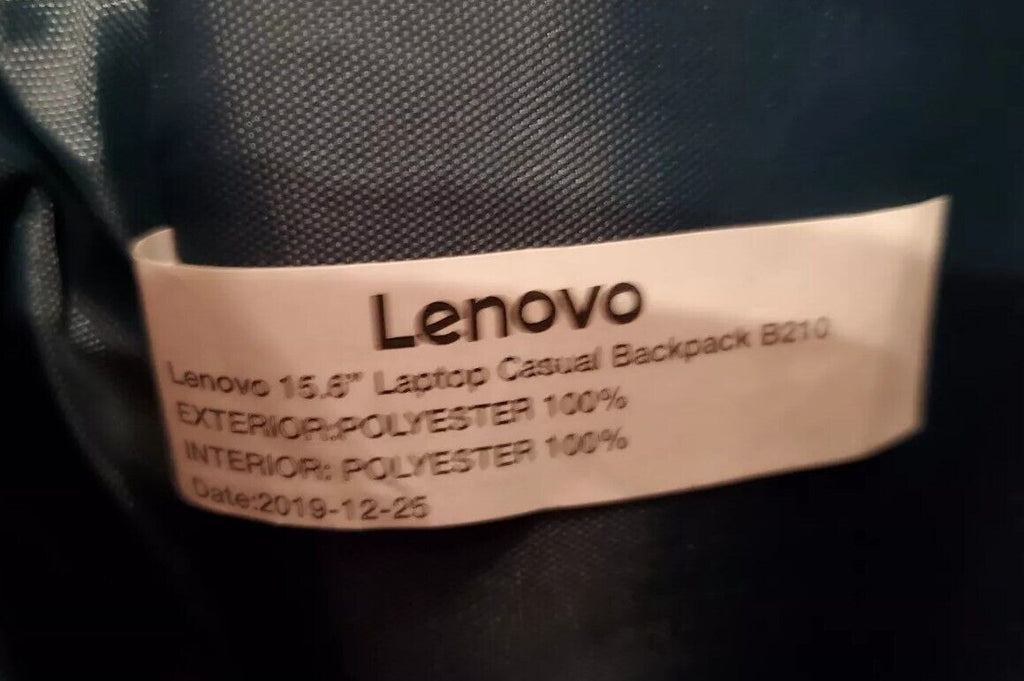 Lenovo
Lenovo 15.6" Laptop Casual Backpack B210
EXTERIOR:POLYESTER 100%
INTERIOR: POLYESTER 100%
Date:2019-12-25